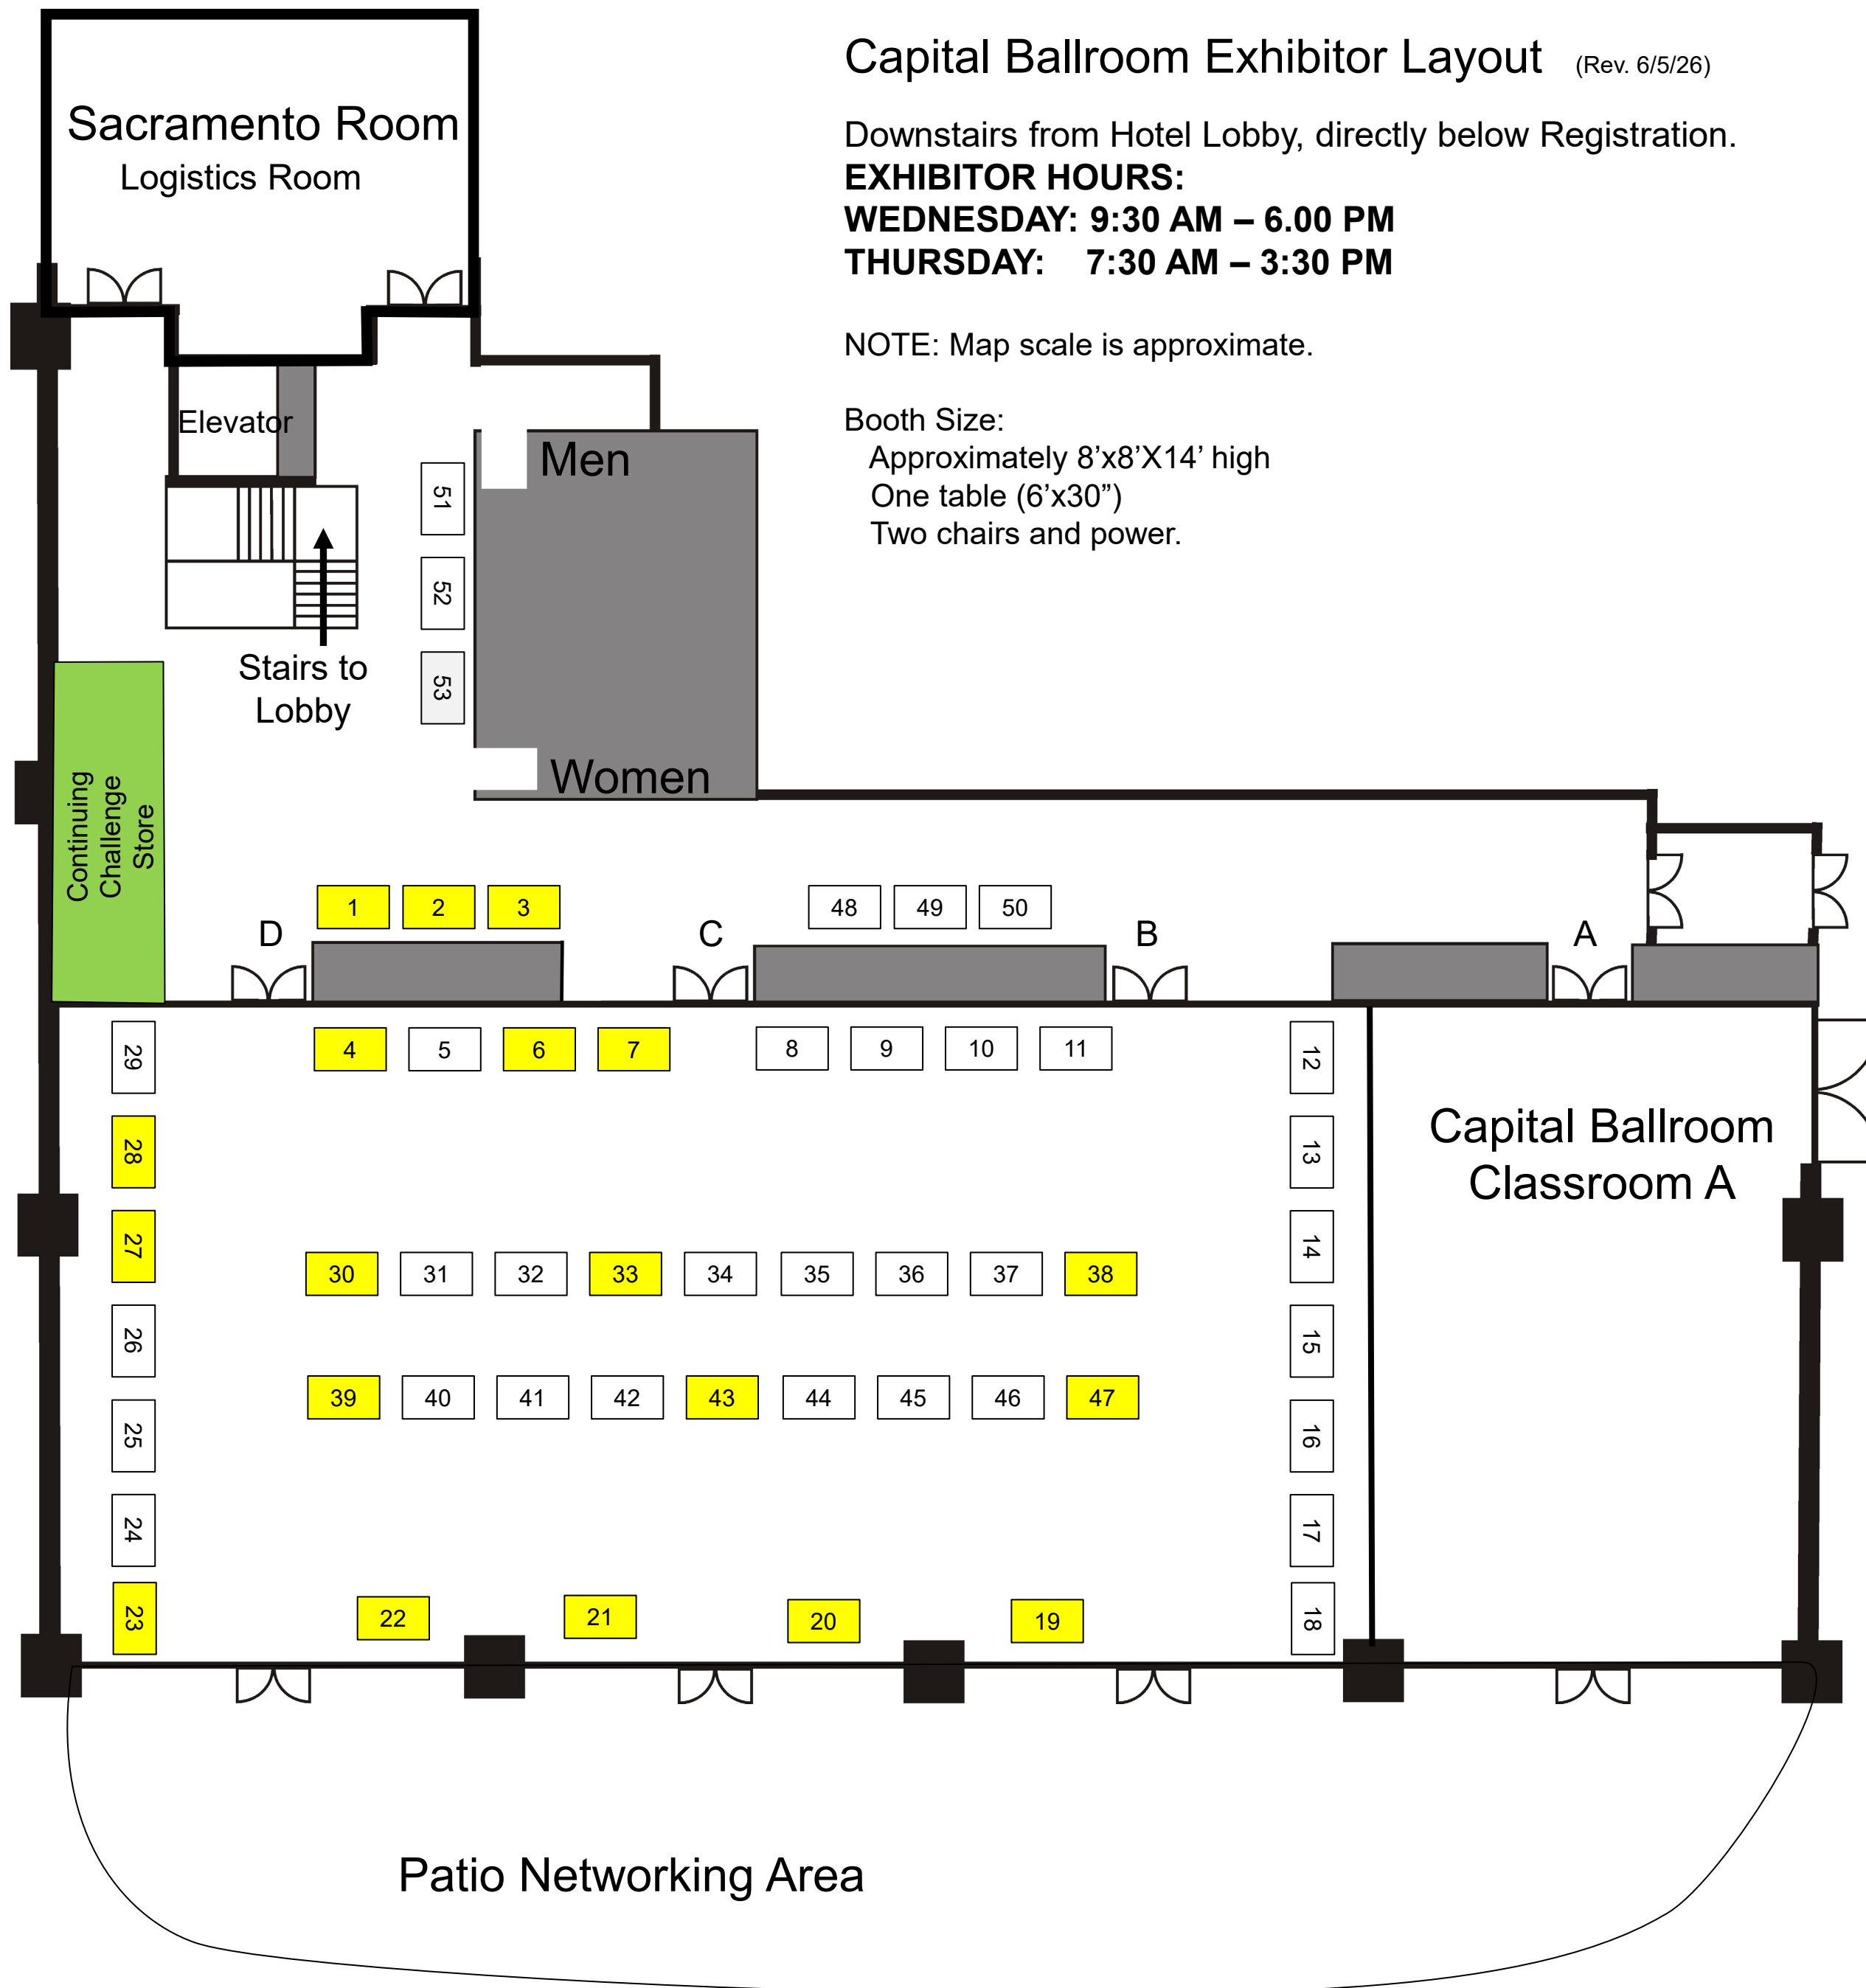 Capital Ballroom Exhibitor Layout (Rev. 6/5/26)
Downstairs from Hotel Lobby, directly below Registration.
EXHIBITOR HOURS:
WEDNESDAY: 9:30 AM – 6.00 PM
THURSDAY: 7:30 AM – 3:30 PM
NOTE: Map scale is approximate.
Booth Size:
Approximately 8’x8’X14’ high
One table (6’x30”)
Two chairs and power.
Sacramento Room
Logistics Room
Elevator
Men
51
52
53
Stairs to
Lobby
Women
Continuing
Challenge
Store
1 2 3 48 49 50
D C B A
4 5 6 7 8 9 10 11
29
28
27
26
25
24
23
12
13
14
15
16
17
18
Capital Ballroom
Classroom A
30 31 32 33 34 35 36 37 38
39 40 41 42 43 44 45 46 47
22 21 20 19
Patio Networking Area